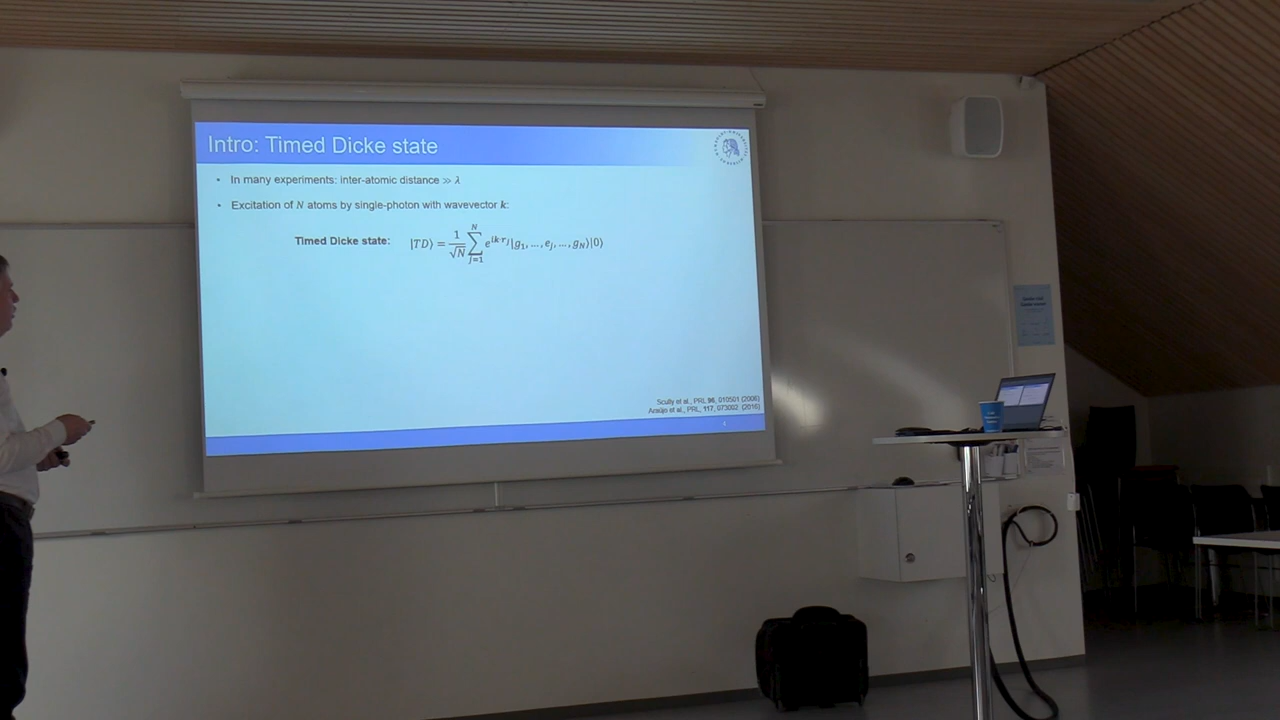 Intro: Timed Dicke state
• In many experiments: inter-atomic distance ≫ λ
• Excitation of N atoms by single-photon with wavevector k:
Timed Dicke state: |TD⟩ = 1/√N ∑_{j=1}^{N} e^{ik·r_j}|g_1, …, e_j, …, g_N⟩|0⟩
Scully et al., PRL 96, 010501 (2006)
Araújo et al., PRL, 117, 073002 (2016)